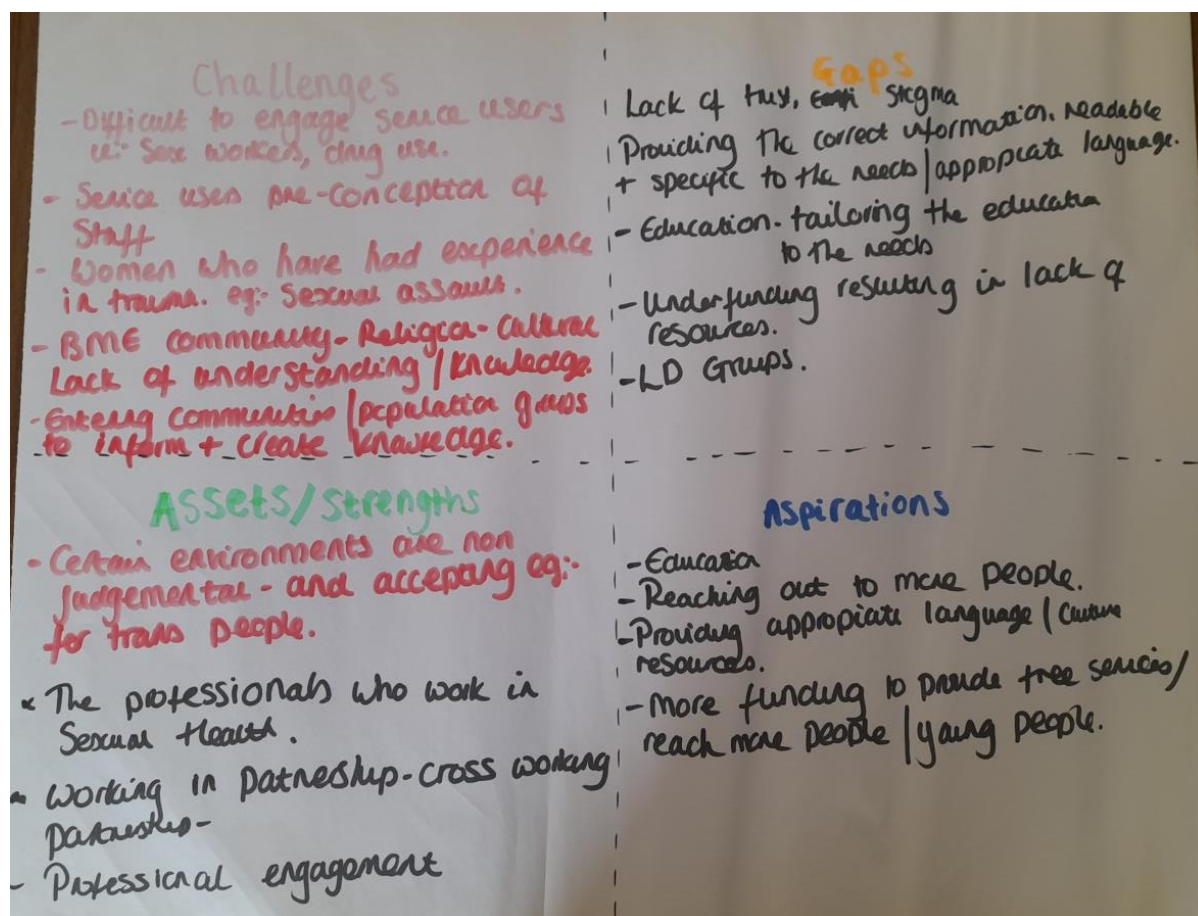 Challenges
- Difficult to engage service users
ie:- Sex workers, drug use.
- Service users pre-conception of
Staff
- Women who have had experience
in trauma. eg:- Sexual assault.
- BME community - Religion - Cultural
Lack of understanding / knowledge.
- Entering communities / population groups
to inform + create knowledge.
Gaps
Lack of trust, stigma
Providing the correct information, readable
+ specific to the needs / appropiate language.
- Education - tailoring the education
to the needs
- Underfunding resulting in lack of
resources.
- LD Groups.
Assets/Strengths
- Certain environments are non
judgemental - and accepting eg:-
for trans people.
- The professionals who work in
Sexual Health.
- Working in patnership - cross working
partnership -
- Professional engagement
Aspirations
- Education
- Reaching out to more people.
- Providing appropiate language / culture
resources.
- More funding to provide free services /
reach more people / young people.